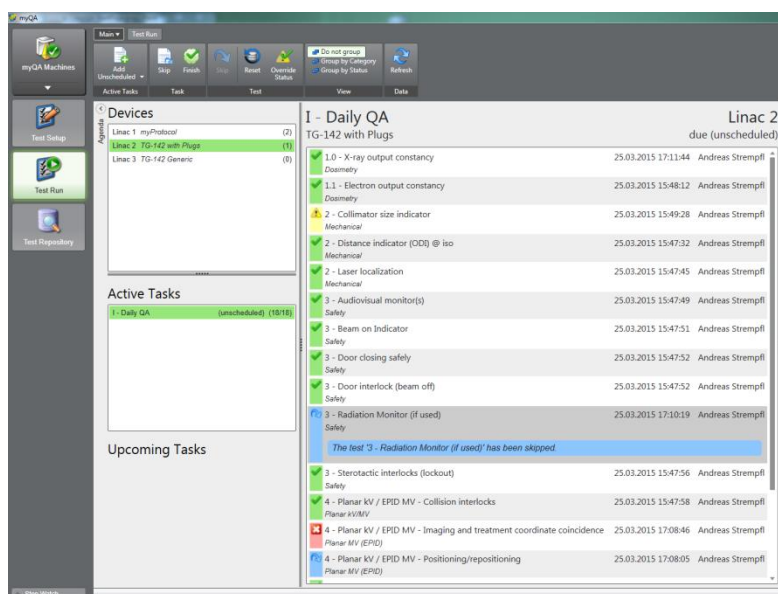 myQA
Main Test Run
myQA Machines
Add Unscheduled
Skip
Finish
Skip
Reset
Override Status
Do not group
Group by Category
Group by Status
Refresh
Active Tasks
Task
Test
View
Data
Test Setup
Test Run
Test Repository
Agenda
Devices
Linac 1 myProtocol (2)
Linac 2 TG-142 with Plugs (1)
Linac 3 TG-142 Generic (0)
Active Tasks
I - Daily QA (unscheduled) (18/18)
Upcoming Tasks
I - Daily QA Linac 2
TG-142 with Plugs due (unscheduled)
1.0 - X-ray output constancy 25.03.2015 17:11:44 Andreas Strempfl
Dosimetry
1.1 - Electron output constancy 25.03.2015 15:48:12 Andreas Strempfl
Dosimetry
2 - Collimator size indicator 25.03.2015 15:49:28 Andreas Strempfl
Mechanical
2 - Distance indicator (ODI) @ iso 25.03.2015 15:47:32 Andreas Strempfl
Mechanical
2 - Laser localization 25.03.2015 15:47:45 Andreas Strempfl
Mechanical
3 - Audiovisual monitor(s) 25.03.2015 15:47:49 Andreas Strempfl
Safety
3 - Beam on Indicator 25.03.2015 15:47:51 Andreas Strempfl
Safety
3 - Door closing safely 25.03.2015 15:47:52 Andreas Strempfl
Safety
3 - Door interlock (beam off) 25.03.2015 15:47:52 Andreas Strempfl
Safety
3 - Radiation Monitor (if used) 25.03.2015 17:10:19 Andreas Strempfl
Safety
The test '3 - Radiation Monitor (if used)' has been skipped.
3 - Sterotactic interlocks (lockout) 25.03.2015 15:47:56 Andreas Strempfl
Safety
4 - Planar kV / EPID MV - Collision interlocks 25.03.2015 15:47:58 Andreas Strempfl
Planar kV/MV
4 - Planar kV / EPID MV - Imaging and treatment coordinate coincidence 25.03.2015 17:08:46 Andreas Strempfl
Planar MV (EPID)
4 - Planar kV / EPID MV - Positioning/repositioning 25.03.2015 17:08:05 Andreas Strempfl
Planar MV (EPID)